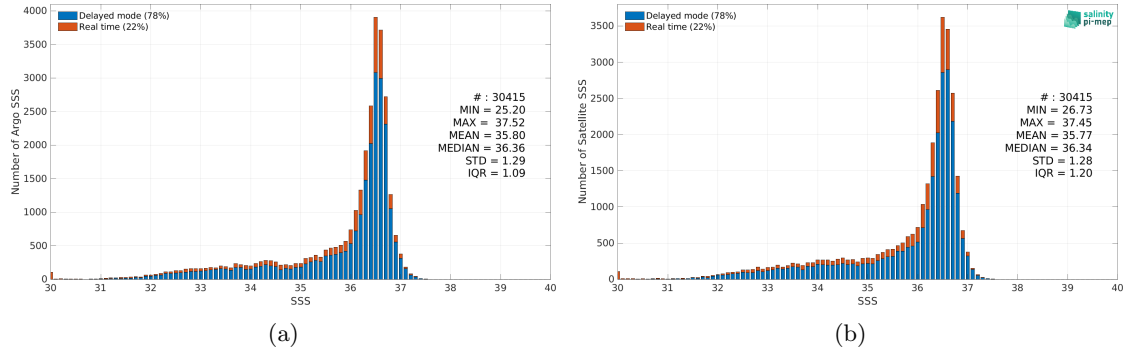 Delayed mode (78%)
Real time (22%)
Number of Argo SSS
4000
3500
3000
2500
2000
1500
1000
500
0
# : 30415
MIN = 25.20
MAX = 37.52
MEAN = 35.80
MEDIAN = 36.36
STD = 1.29
IQR = 1.09
30 31 32 33 34 35 36 37 38 39 40
SSS
(a)
Delayed mode (78%)
Real time (22%)
salinity
pi-mep
Number of Satellite SSS
3500
3000
2500
2000
1500
1000
500
0
# : 30415
MIN = 26.73
MAX = 37.45
MEAN = 35.77
MEDIAN = 36.34
STD = 1.28
IQR = 1.20
30 31 32 33 34 35 36 37 38 39 40
SSS
(b)